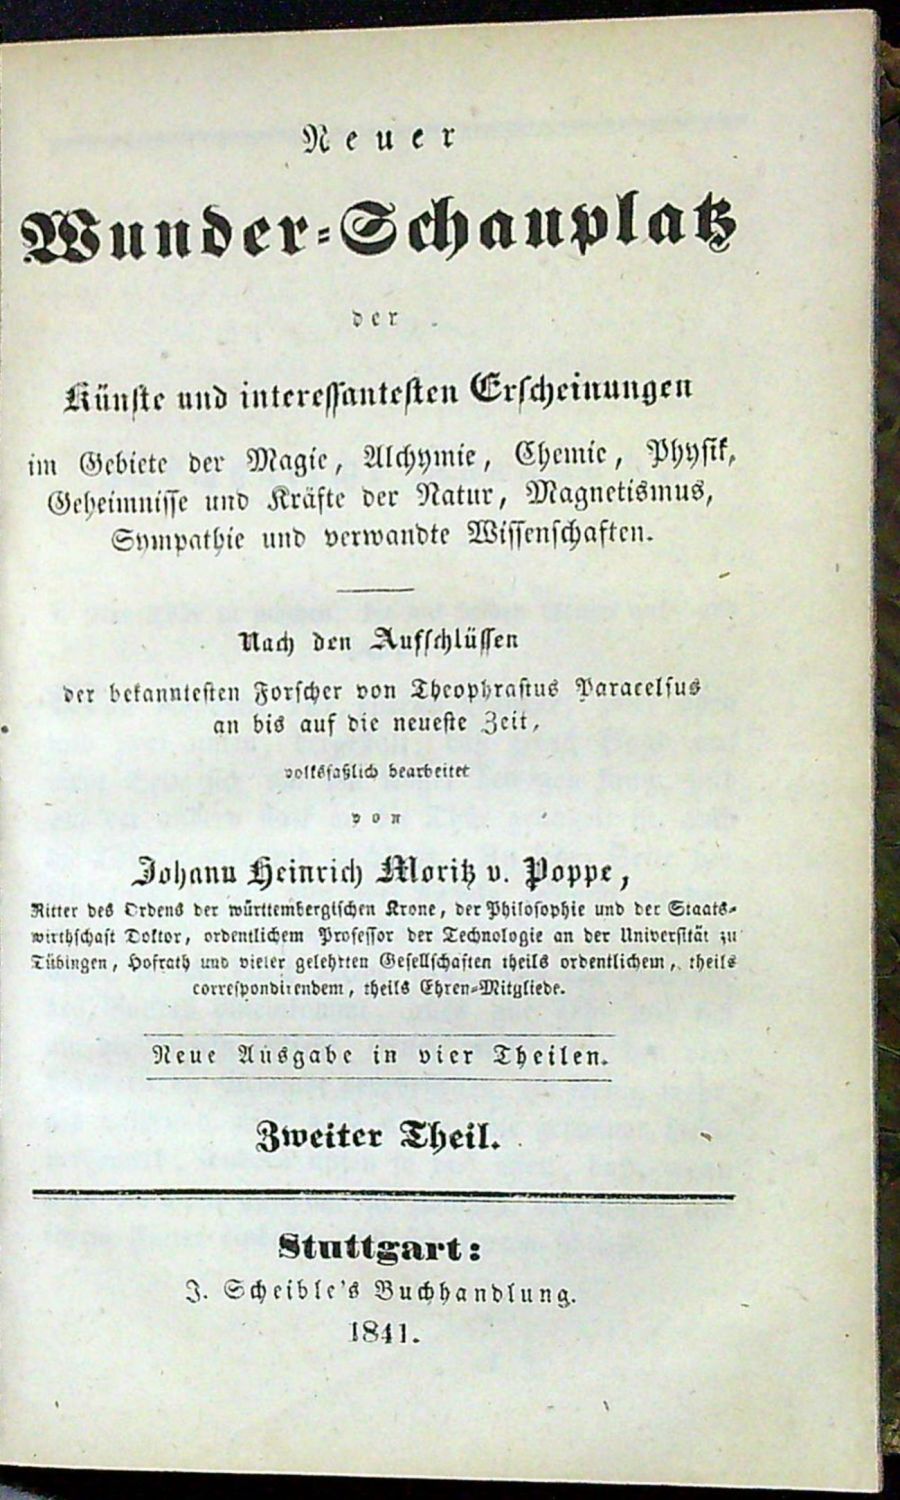 Neuer
Wunder-Schauplatz
der
Künste und interessantesten Erscheinungen
im Gebiete der Magie, Alchymie, Chemie, Physik,
Geheimnisse und Kräfte der Natur, Magnetismus,
Sympathie und verwandte Wissenschaften.
Nach den Aufschlüssen
der bekanntesten Forscher von Theophrastus Paracelsus
an bis auf die neueste Zeit,
volksfaßlich bearbeitet
von
Johann Heinrich Moritz v. Poppe,
Ritter des Ordens der württembergischen Krone, der Philosophie und der Staats-
wirthschaft Doktor, ordentlichem Professor der Technologie an der Universität zu
Tübingen, Hofrath und vieler gelehrten Gesellschaften theils ordentlichem, theils
correspondirendem, theils Ehren-Mitgliede.
Neue Ausgabe in vier Theilen.
Zweiter Theil.
Stuttgart:
J. Scheible's Buchhandlung.
1841.